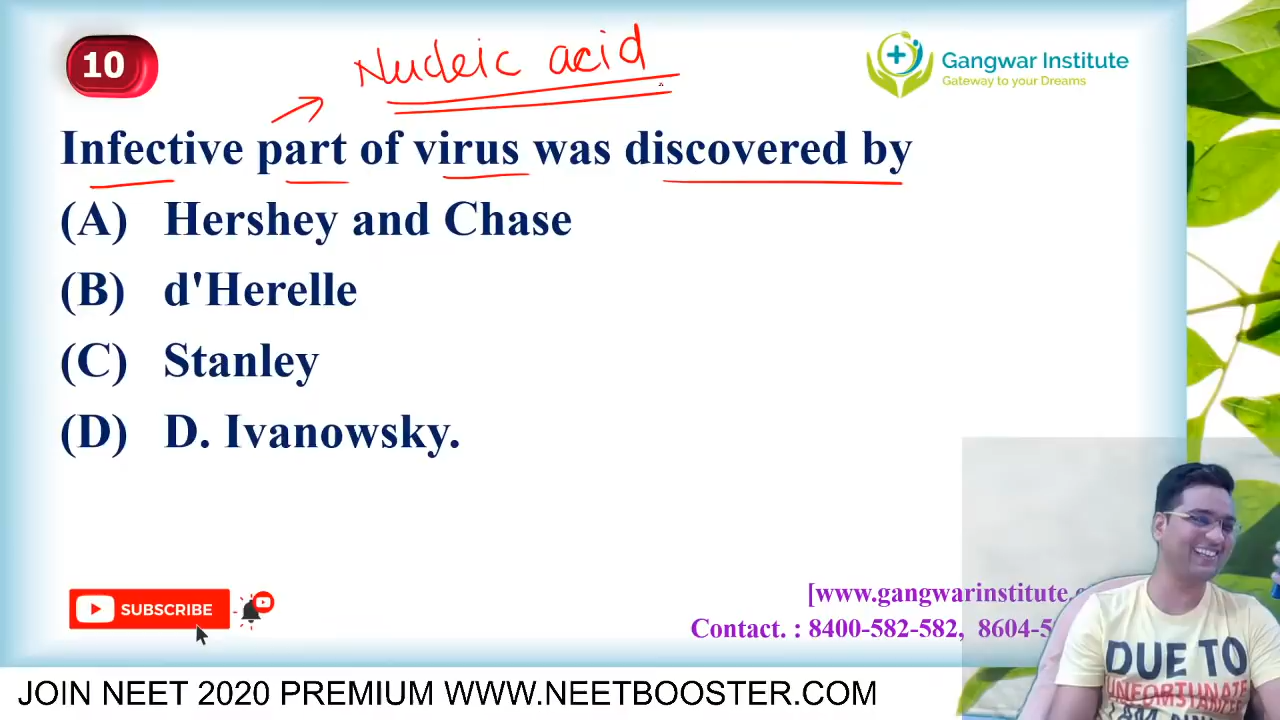 10
Nucleic acid
Gangwar Institute
Gateway to your Dreams
Infective part of virus was discovered by
(A) Hershey and Chase
(B) d'Herelle
(C) Stanley
(D) D. Ivanowsky.
SUBSCRIBE
[www.gangwarinstitute.
Contact. : 8400-582-582, 8604-5
DUE TO
UNFORTUNATE
JOIN NEET 2020 PREMIUM WWW.NEETBOOSTER.COM